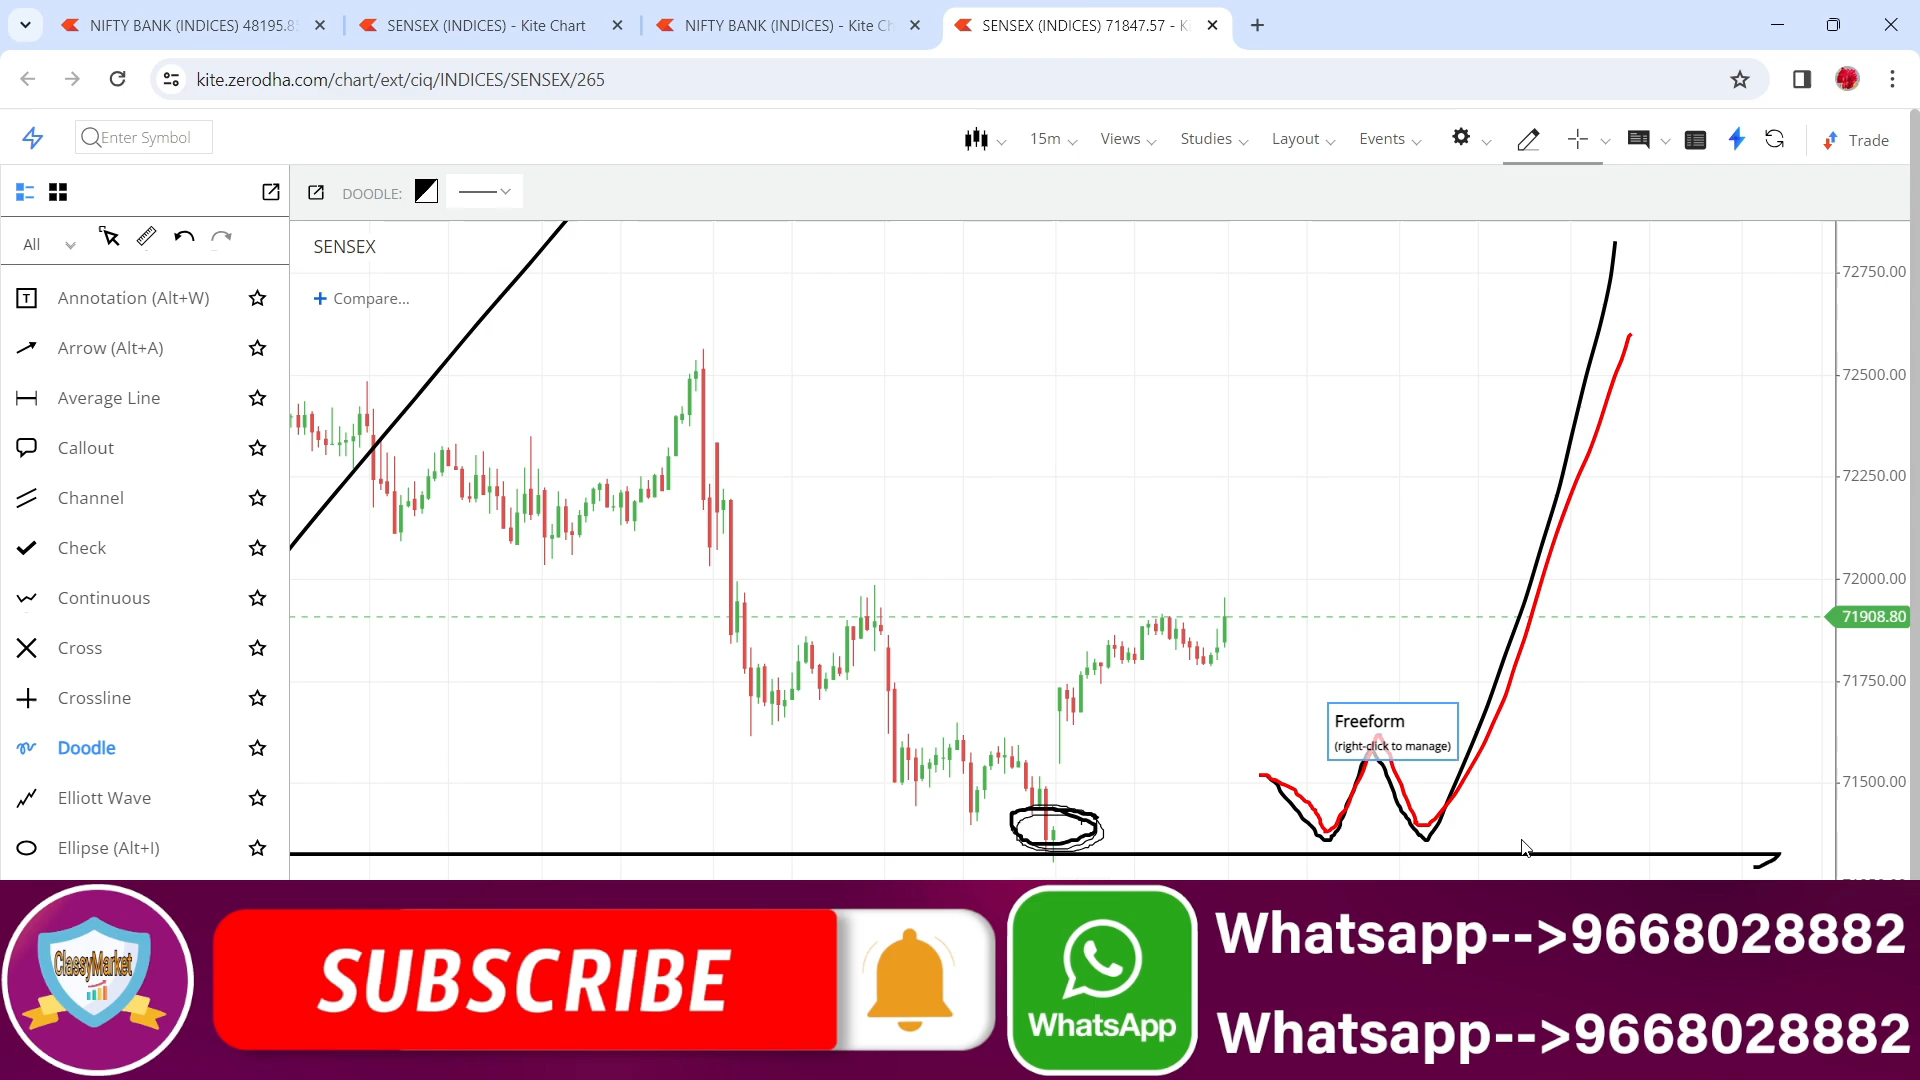 NIFTY BANK (INDICES) 48195.8
SENSEX (INDICES) - Kite Chart
NIFTY BANK (INDICES) - Kite Ch
SENSEX (INDICES) 71847.57 - K
kite.zerodha.com/chart/ext/ciq/INDICES/SENSEX/265
Enter Symbol
15m
Views
Studies
Layout
Events
Trade
DOODLE:
All
SENSEX
+ Compare...
Annotation (Alt+W)
Arrow (Alt+A)
Average Line
Callout
Channel
Check
Continuous
Cross
Crossline
Doodle
Elliott Wave
Ellipse (Alt+I)
72750.00
72500.00
72250.00
72000.00
71908.80
71750.00
71500.00
Freeform
(right-click to manage)
ClassyMarket
SUBSCRIBE
WhatsApp
Whatsapp-->9668028882
Whatsapp-->9668028882